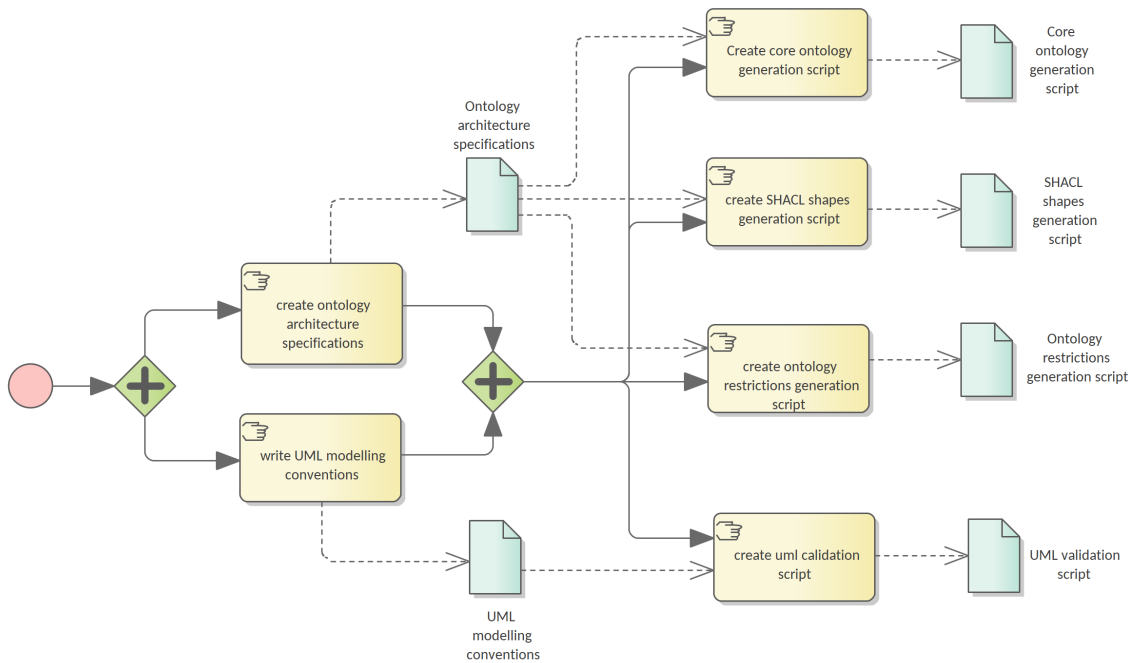 Core
ontology
generation
script
Create core ontology
generation script
Ontology
architecture
specifications
create SHACL shapes
generation script
SHACL
shapes
generation
script
create ontology
architecture
specifications
create ontology
restrictions generation
script
Ontology
restrictions
generation script
write UML modelling
conventions
create uml calidation
script
UML validation
script
UML
modelling
conventions